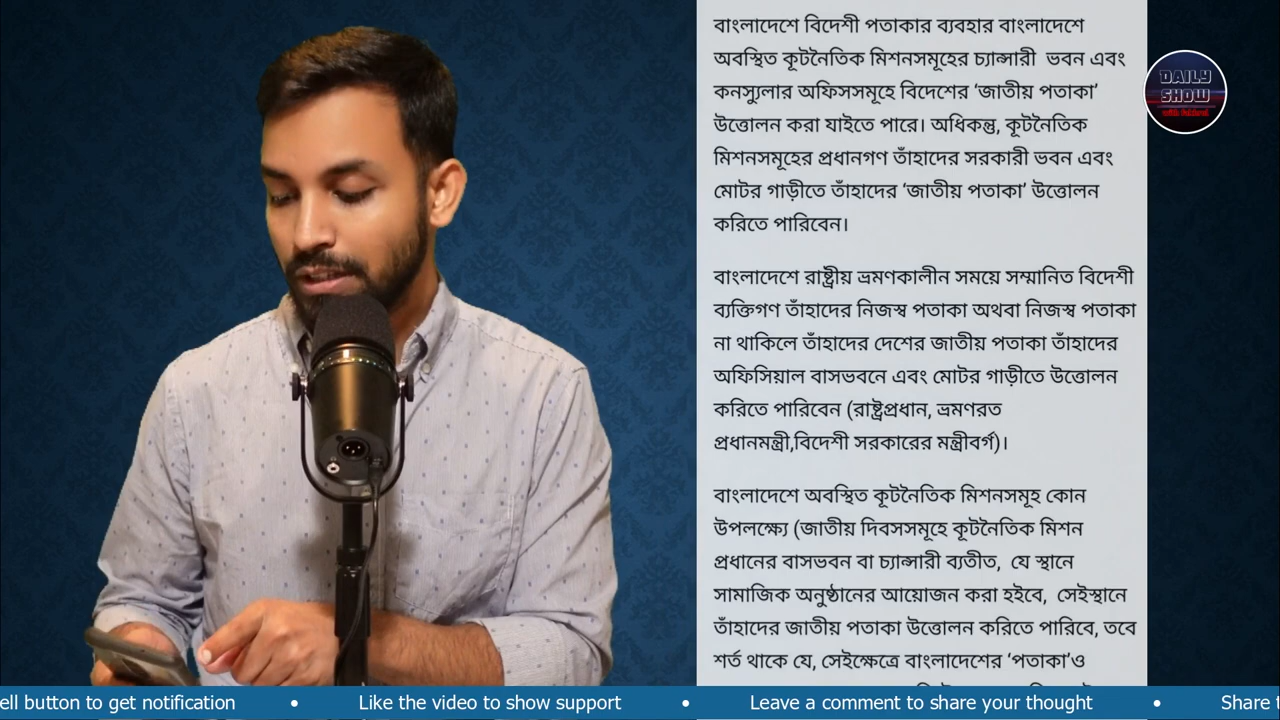 বাংলাদেশে বিদেশী পতাকার ব্যবহার বাংলাদেশে
অবস্থিত কূটনৈতিক মিশনসমূহের চ্যান্সারী ভবন এবং
কনস্যুলার অফিসসমূহে বিদেশের ‘জাতীয় পতাকা’
উত্তোলন করা যাইতে পারে। অধিকন্তু, কূটনৈতিক
মিশনসমূহের প্রধানগণ তাঁহাদের সরকারী ভবন এবং
মোটর গাড়ীতে তাঁহাদের ‘জাতীয় পতাকা’ উত্তোলন
করিতে পারিবেন।
বাংলাদেশে রাষ্ট্রীয় ভ্রমণকালীন সময়ে সম্মানিত বিদেশী
ব্যক্তিগণ তাঁহাদের নিজস্ব পতাকা অথবা নিজস্ব পতাকা
না থাকিলে তাঁহাদের দেশের জাতীয় পতাকা তাঁহাদের
অফিসিয়াল বাসভবনে এবং মোটর গাড়ীতে উত্তোলন
করিতে পারিবেন (রাষ্ট্রপ্রধান, ভ্রমণরত
প্রধানমন্ত্রী,বিদেশী সরকারের মন্ত্রীবর্গ)।
বাংলাদেশে অবস্থিত কূটনৈতিক মিশনসমূহ কোন
উপলক্ষ্যে (জাতীয় দিবসসমূহে কূটনৈতিক মিশন
প্রধানের বাসভবন বা চ্যান্সারী ব্যতীত, যে স্থানে
সামাজিক অনুষ্ঠানের আয়োজন করা হইবে, সেইস্থানে
তাঁহাদের জাতীয় পতাকা উত্তোলন করিতে পারিবে, তবে
শর্ত থাকে যে, সেইক্ষেত্রে বাংলাদেশের ‘পতাকা’ও
DAILY
SHOW
ell button to get notification • Like the video to show support • Leave a comment to share your thought • Share